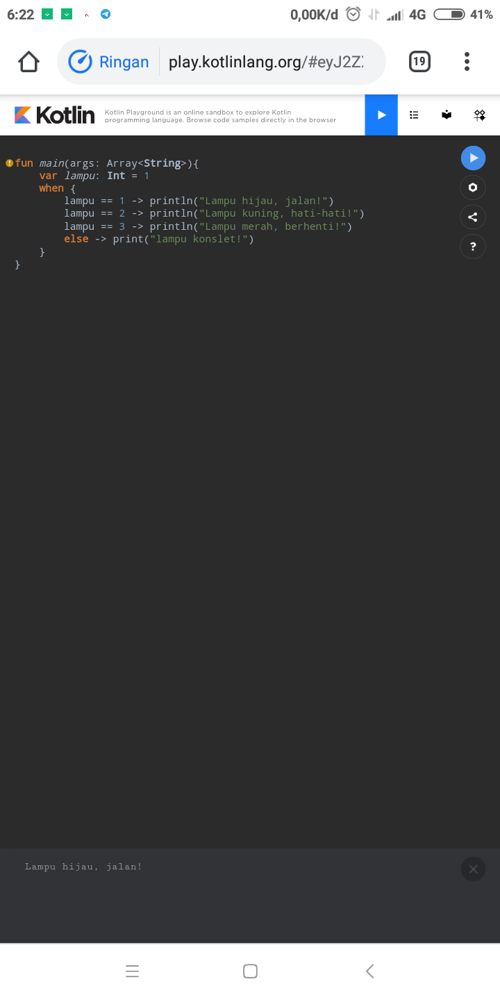 6:22
0,00K/d 4G 41%
Ringan
play.kotlinlang.org/#eyJ2Z
19
Kotlin
Kotlin Playground is an online sandbox to explore Kotlin
programming language. Browse code samples directly in the browser
fun main(args: Array<String>){
    var lampu: Int = 1
    when {
        lampu == 1 -> println("Lampu hijau, jalan!")
        lampu == 2 -> println("Lampu kuning, hati-hati!")
        lampu == 3 -> println("Lampu merah, berhenti!")
        else -> print("lampu konslet!")
    }
}
?
Lampu hijau, jalan!